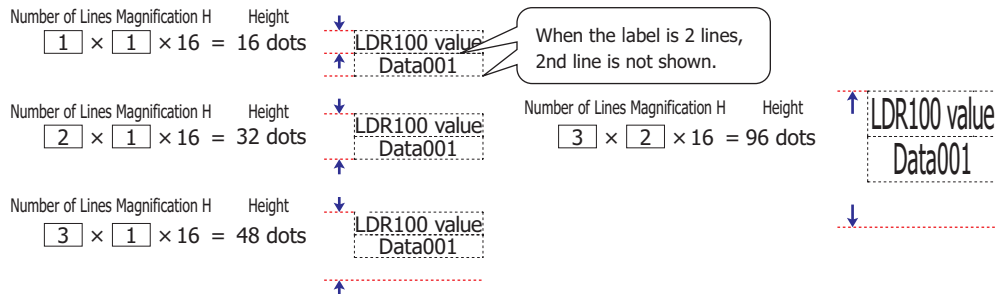 Number of Lines Magnification H Height
1 × 1 × 16 = 16 dots
LDR100 value
Data001
When the label is 2 lines,
2nd line is not shown.
Number of Lines Magnification H Height
2 × 1 × 16 = 32 dots
LDR100 value
Data001
Number of Lines Magnification H Height
3 × 1 × 16 = 48 dots
LDR100 value
Data001
Number of Lines Magnification H Height
3 × 2 × 16 = 96 dots
LDR100 value
Data001